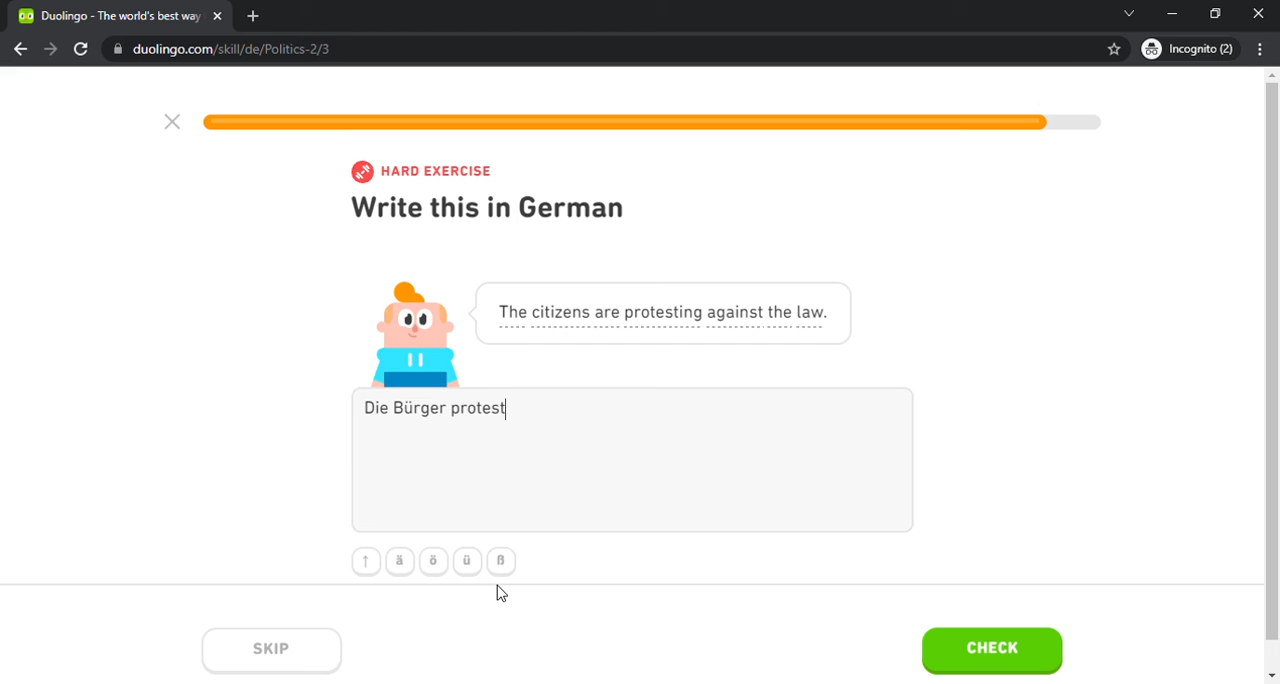 Duolingo - The world's best way
duolingo.com/skill/de/Politics-2/3
Incognito (2)
HARD EXERCISE
Write this in German
The citizens are protesting against the law.
Die Bürger protest
↑ ä ö ü ß
SKIP
CHECK